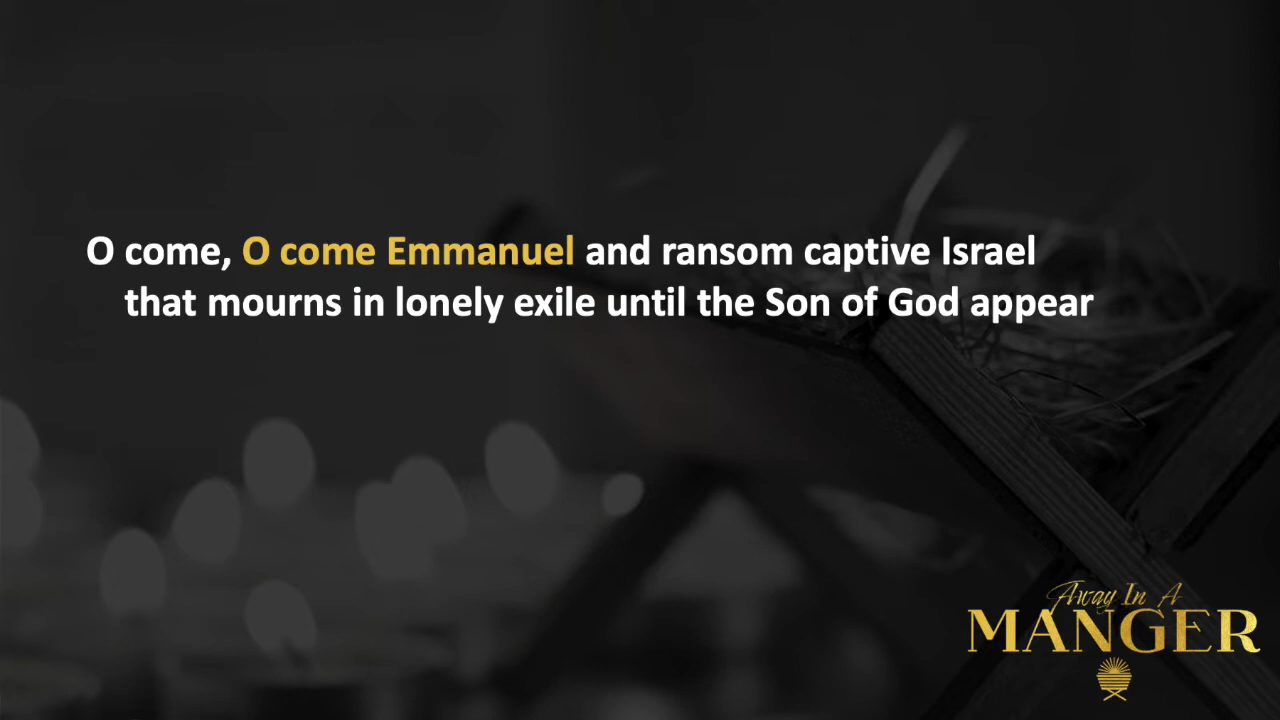 O come, O come Emmanuel and ransom captive Israel
that mourns in lonely exile until the Son of God appear
Away In A
MANGER